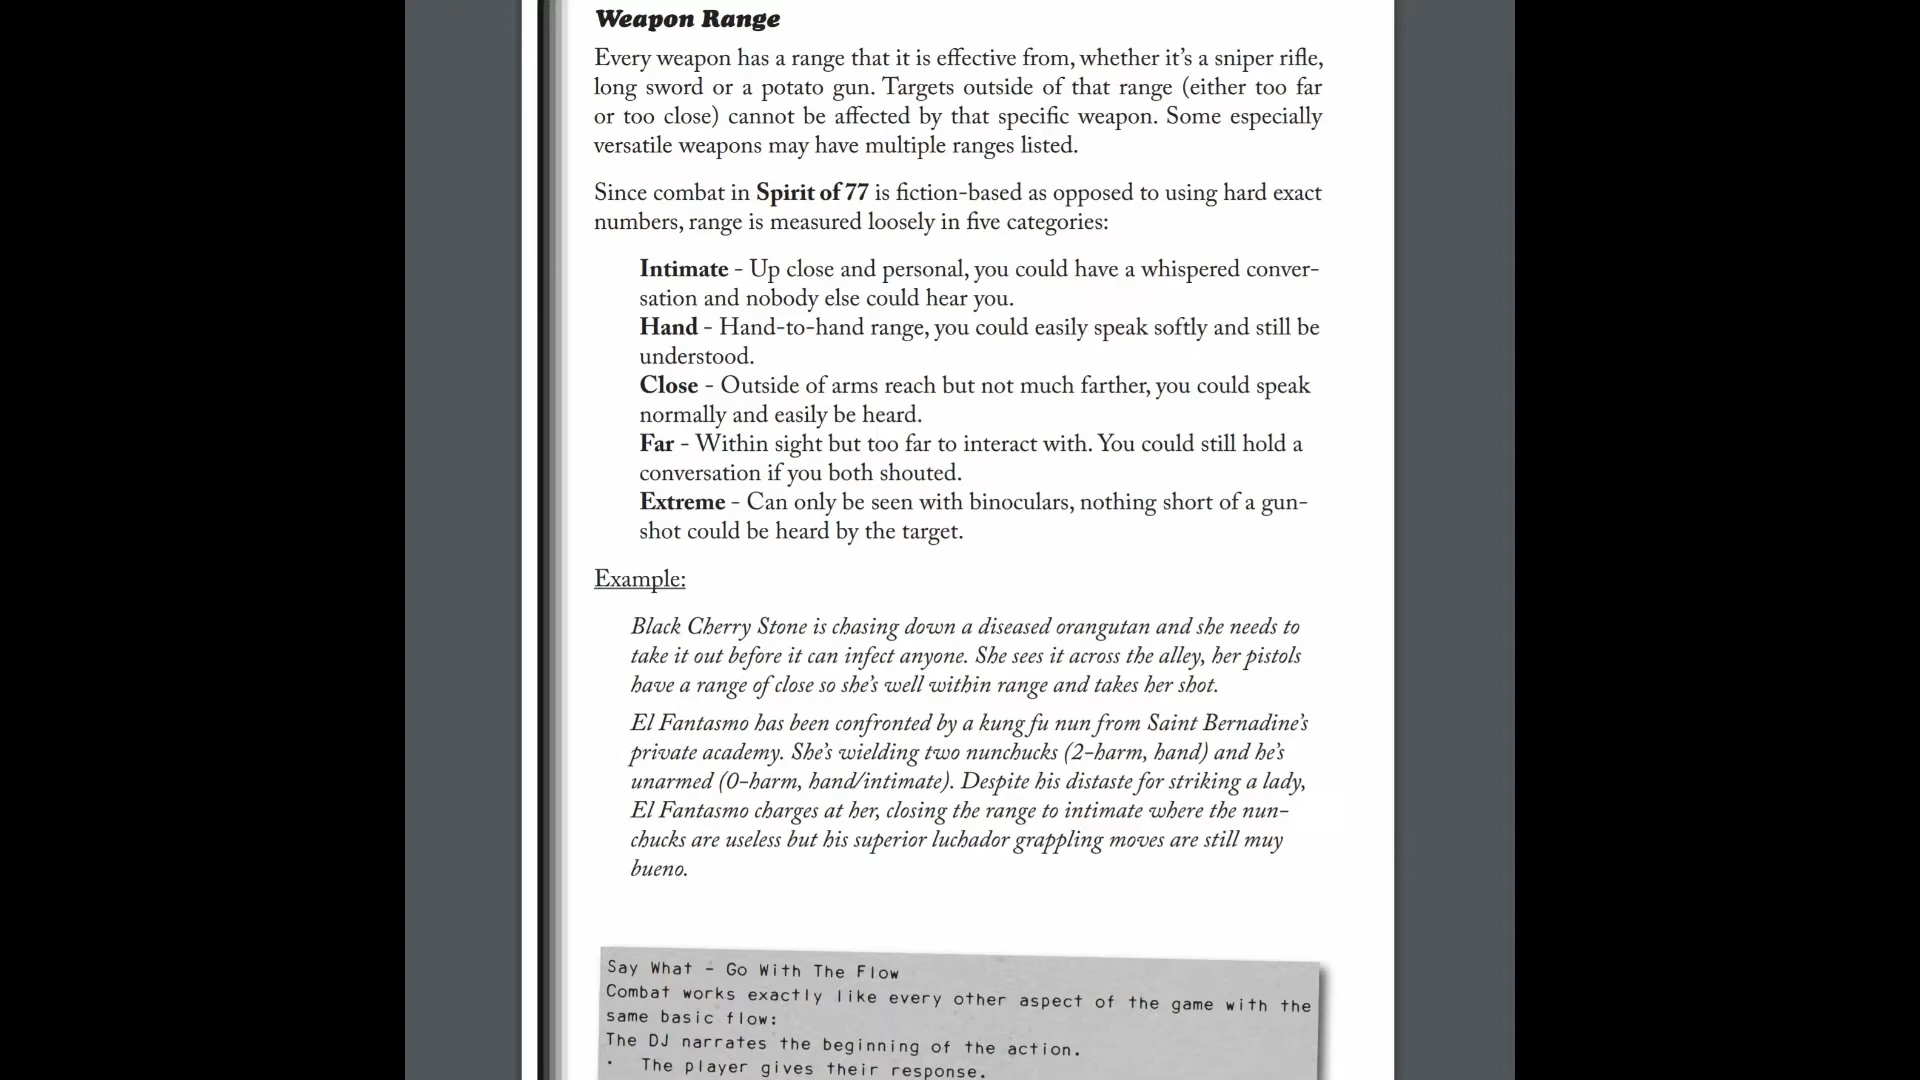 Weapon Range
Every weapon has a range that it is effective from, whether it's a sniper rifle,
long sword or a potato gun. Targets outside of that range (either too far
or too close) cannot be affected by that specific weapon. Some especially
versatile weapons may have multiple ranges listed.
Since combat in Spirit of 77 is fiction-based as opposed to using hard exact
numbers, range is measured loosely in five categories:
Intimate - Up close and personal, you could have a whispered conver-
sation and nobody else could hear you.
Hand - Hand-to-hand range, you could easily speak softly and still be
understood.
Close - Outside of arms reach but not much farther, you could speak
normally and easily be heard.
Far - Within sight but too far to interact with. You could still hold a
conversation if you both shouted.
Extreme - Can only be seen with binoculars, nothing short of a gun-
shot could be heard by the target.
Example:
Black Cherry Stone is chasing down a diseased orangutan and she needs to
take it out before it can infect anyone. She sees it across the alley, her pistols
have a range of close so she's well within range and takes her shot.
El Fantasmo has been confronted by a kung fu nun from Saint Bernadine's
private academy. She's wielding two nunchucks (2-harm, hand) and he's
unarmed (0-harm, hand/intimate). Despite his distaste for striking a lady,
El Fantasmo charges at her, closing the range to intimate where the nun-
chucks are useless but his superior luchador grappling moves are still muy
bueno.
Say What - Go With The Flow
Combat works exactly like every other aspect of the game with the
same basic flow:
The DJ narrates the beginning of the action.
· The player gives their response.